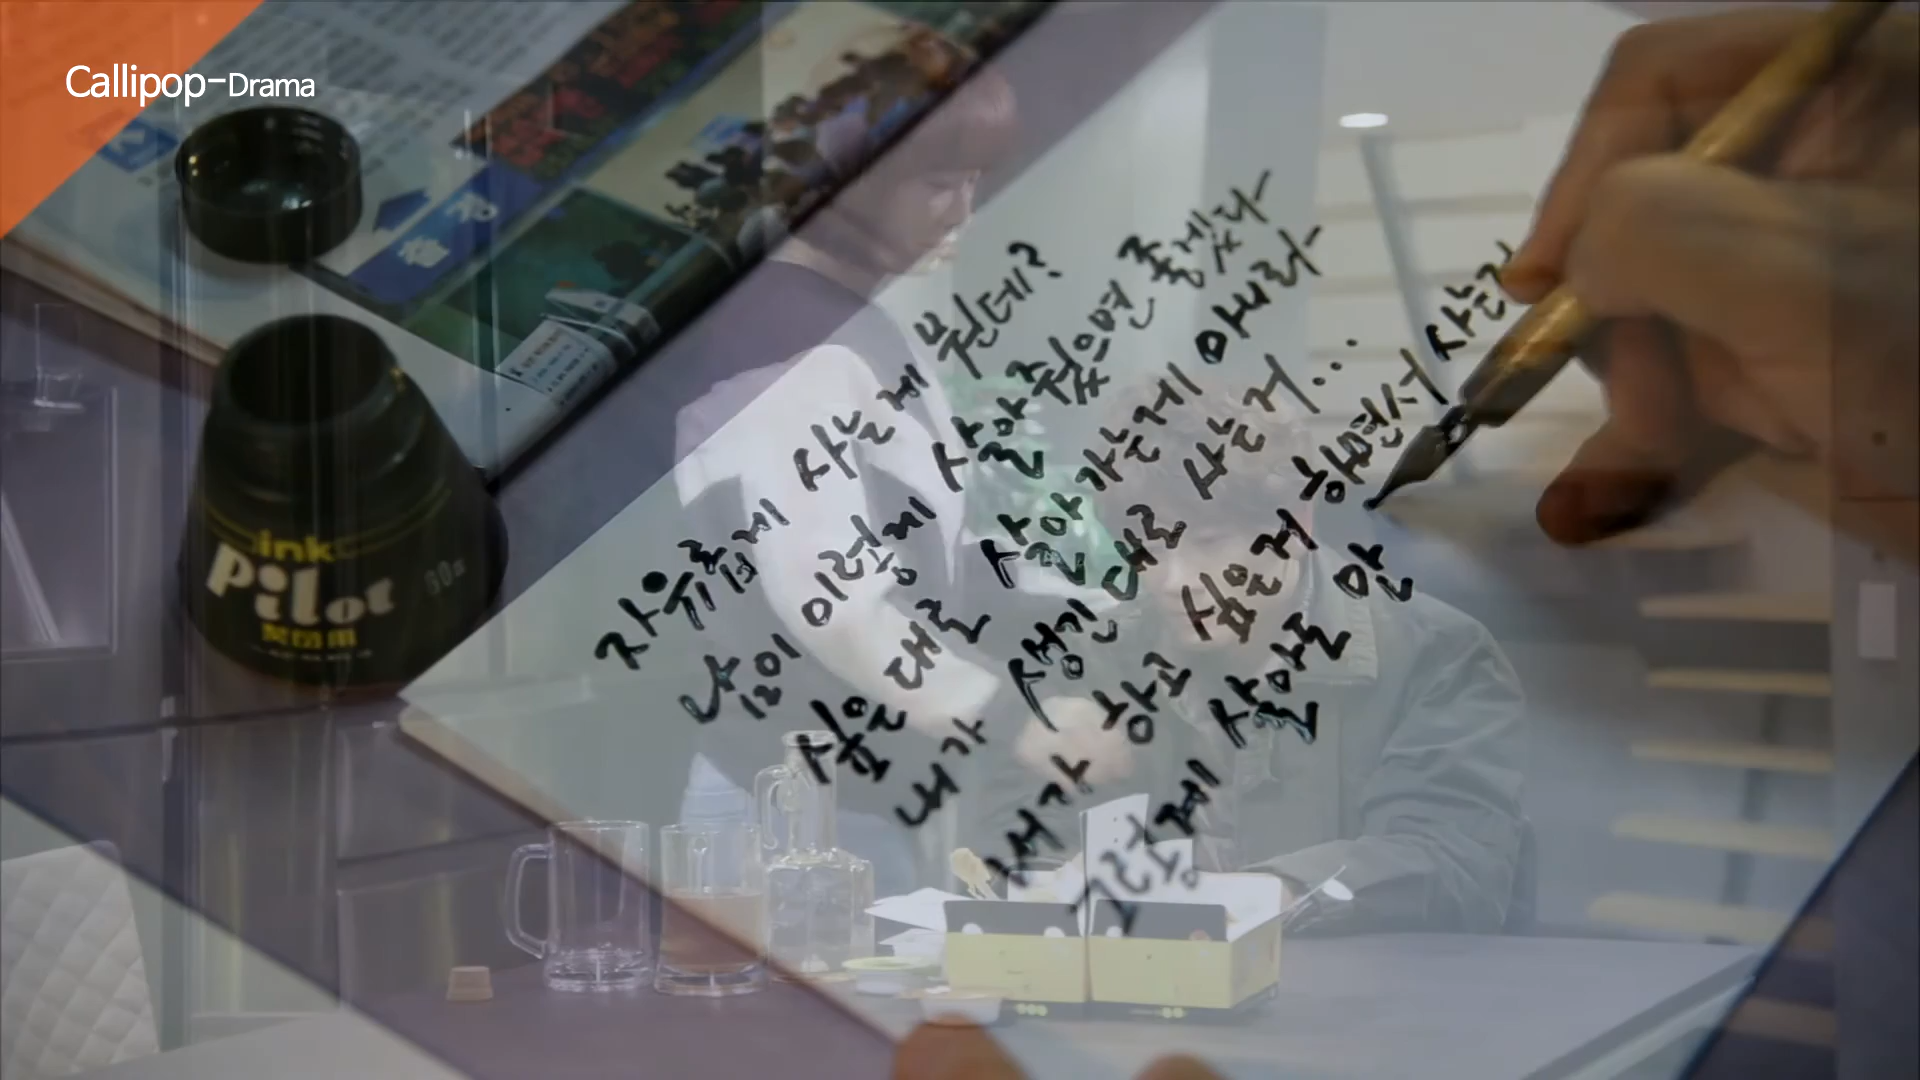 Callipop-Drama
자유롭게 사는게 뭔데?
남이 이렇게 살아줬으면 좋겠다
싶은대로 살아가는게 아니라
내가 생긴대로 사는거...
내가 하고 싶은거 하면서 사는거
그렇게 살아도 안
ink
pilot